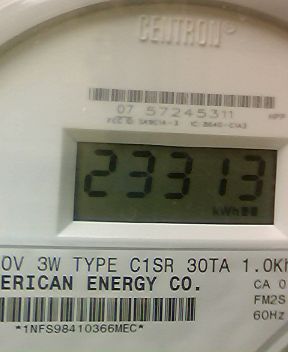 CENTRON®
07 57245311
23313
kWh
0V 3W TYPE C1SR 30TA 1.0Kh
ERICAN ENERGY CO.
CA 0
FM2S
60Hz
*1NFS98410366MEC*